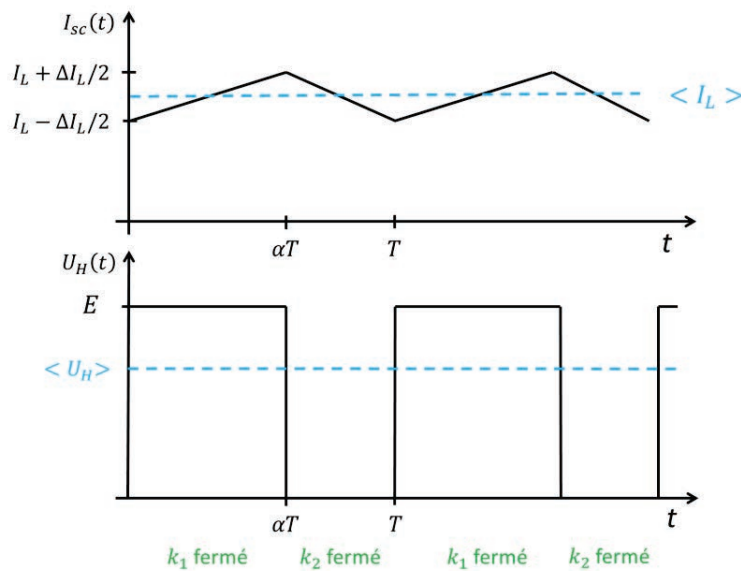 I_sc(t)
I_L + ΔI_L/2
< I_L >
I_L − ΔI_L/2
αT T t
U_H(t)
E
< U_H >
αT T t
k_1 fermé k_2 fermé k_1 fermé k_2 fermé